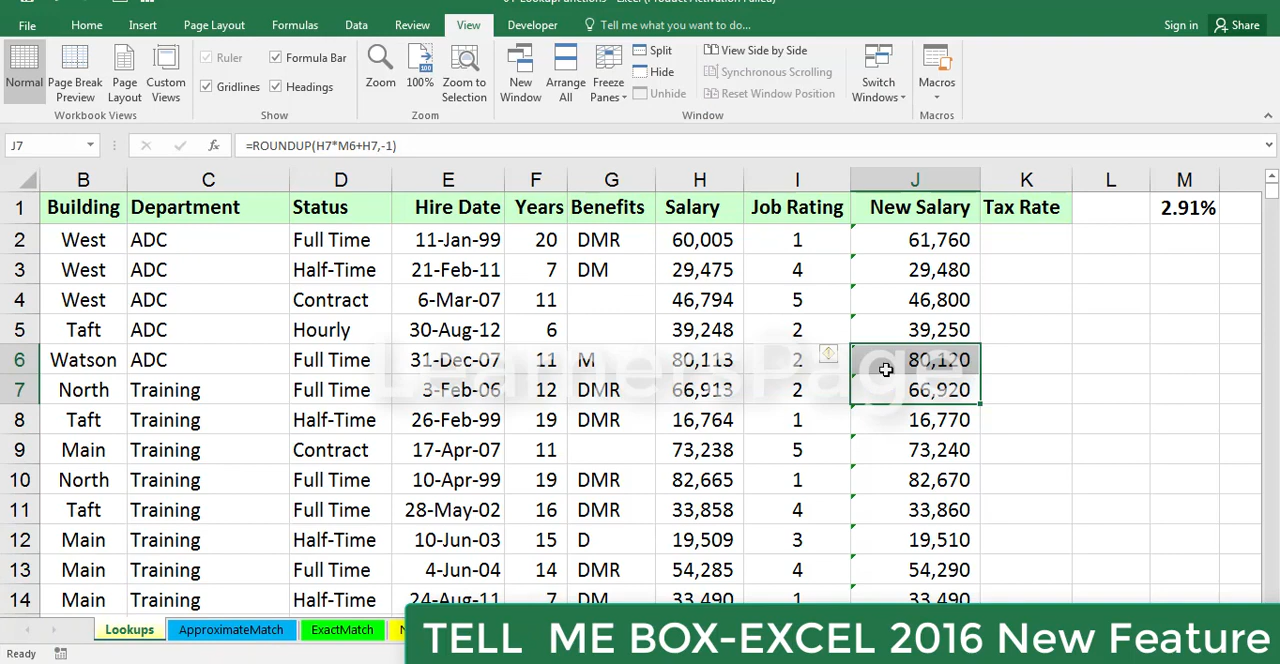 File Home Insert Page Layout Formulas Data Review View Developer Tell me what you want to do... Sign in Share
Normal Page Break Preview Page Layout Custom Views Workbook Views
Ruler Formula Bar
Gridlines Headings
Show
Zoom 100% Zoom to Selection Zoom
New Window Arrange All Freeze Panes
Split View Side by Side
Hide Synchronous Scrolling
Unhide Reset Window Position
Switch Windows Window
Macros Macros
J7 fx =ROUNDUP(H7*M6+H7,-1)
B C D E F G H I J K L M
1 Building Department Status Hire Date Years Benefits Salary Job Rating New Salary Tax Rate 2.91%
2 West ADC Full Time 11-Jan-99 20 DMR 60,005 1 61,760
3 West ADC Half-Time 21-Feb-11 7 DM 29,475 4 29,480
4 West ADC Contract 6-Mar-07 11 46,794 5 46,800
5 Taft ADC Hourly 30-Aug-12 6 39,248 2 39,250
6 Watson ADC Full Time 31-Dec-07 11 M 80,113 2 80,120
LearnersPage
7 North Training Full Time 3-Feb-06 12 DMR 66,913 2 66,920
8 Taft Training Half-Time 26-Feb-99 19 DMR 16,764 1 16,770
9 Main Training Contract 17-Apr-07 11 73,238 5 73,240
10 North Training Full Time 10-Apr-99 19 DMR 82,665 1 82,670
11 Taft Training Full Time 28-May-02 16 DMR 33,858 4 33,860
12 Main Training Half-Time 10-Jun-03 15 D 19,509 3 19,510
13 Main Training Full Time 4-Jun-04 14 DMR 54,285 4 54,290
14 Main Training Half-Time 24-Aug-11 7 DM 33,490 1 33,490
Lookups ApproximateMatch ExactMatch
TELL ME BOX-EXCEL 2016 New Feature
Ready